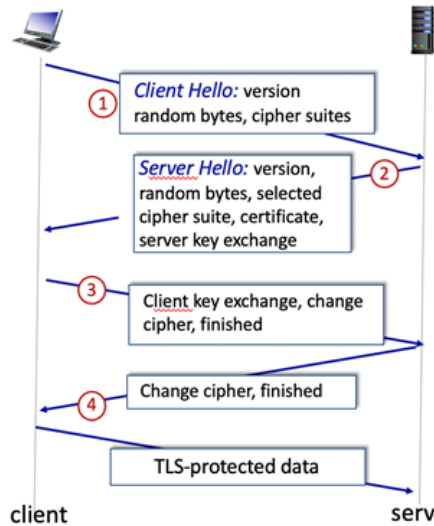 1
Client Hello: version
random bytes, cipher suites
Server Hello: version,
2
random bytes, selected
cipher suite, certificate,
server key exchange
3
Client key exchange, change
cipher, finished
Change cipher, finished
4
TLS-protected data
client
serv